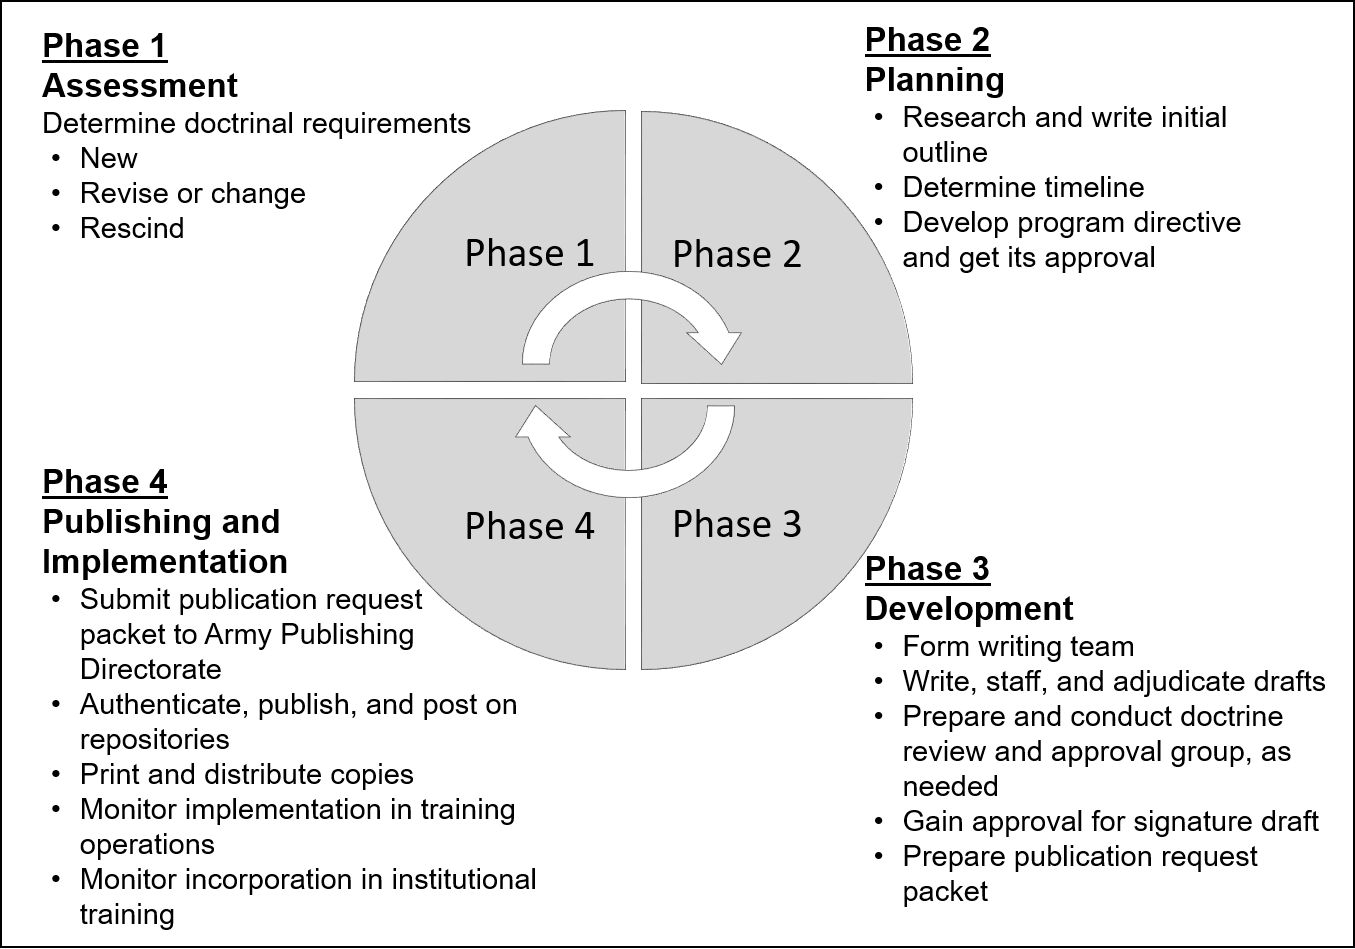 Phase 1
Assessment
Determine doctrinal requirements
• New
• Revise or change
• Rescind
Phase 2
Planning
• Research and write initial
outline
• Determine timeline
• Develop program directive
and get its approval
Phase 1
Phase 2
Phase 4
Phase 3
Phase 4
Publishing and
Implementation
• Submit publication request
packet to Army Publishing
Directorate
• Authenticate, publish, and post on
repositories
• Print and distribute copies
• Monitor implementation in training
operations
• Monitor incorporation in institutional
training
Phase 3
Development
• Form writing team
• Write, staff, and adjudicate drafts
• Prepare and conduct doctrine
review and approval group, as
needed
• Gain approval for signature draft
• Prepare publication request
packet